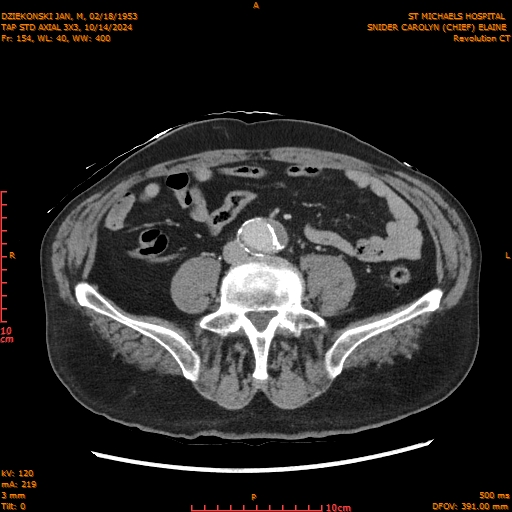 DZIEKONSKI JAN, M, 02/18/1953
TAP STD AXIAL 3X3, 10/14/2024
Fr: 154, WL: 40, WW: 400
A
ST MICHAELS HOSPITAL
SNIDER CAROLYN (CHIEF) ELAINE
Revolution CT
R
L
10
cm
kV: 120
mA: 219
3 mm
Tilt: 0
P
10cm
500 ms
DFOV: 391.00 mm